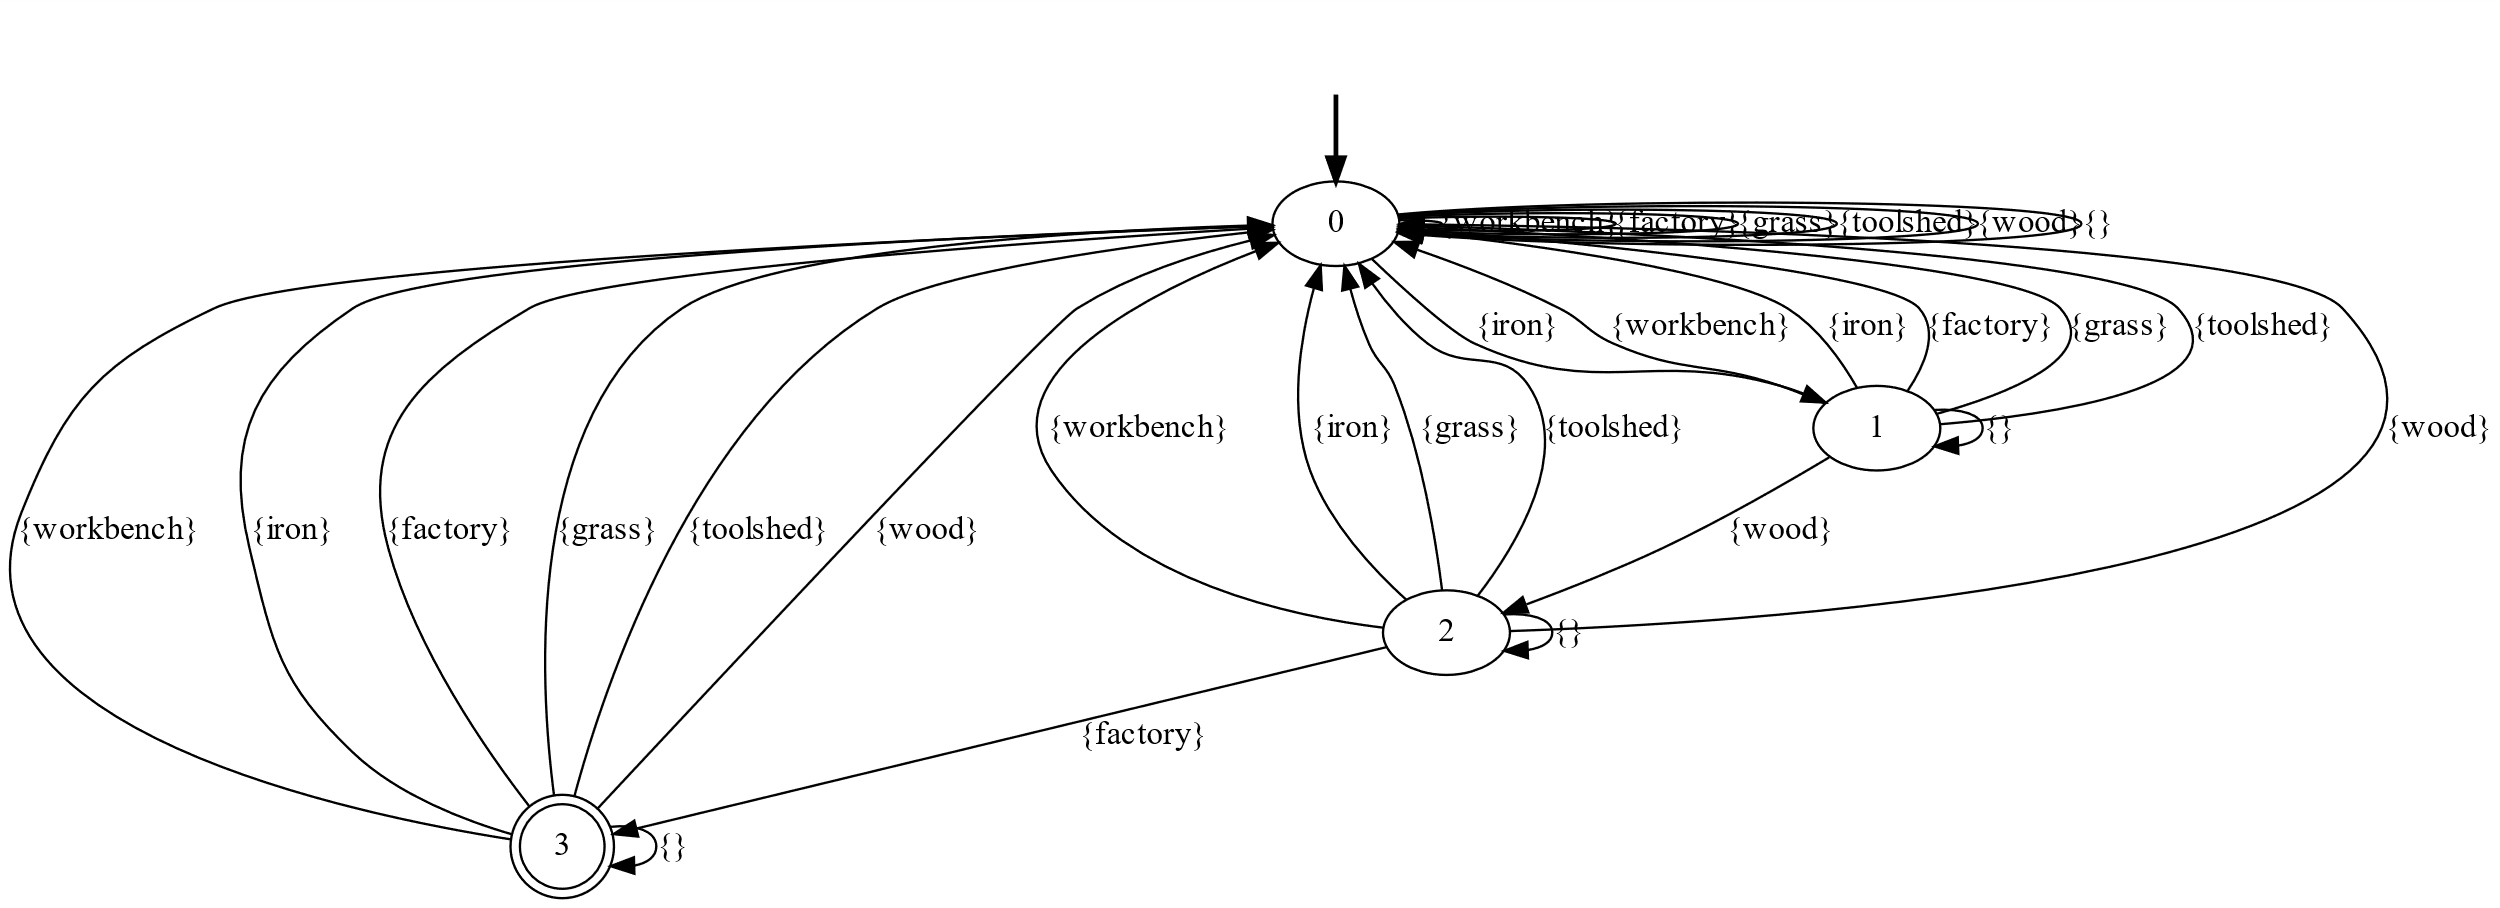 0 {workbench} {factory} {grass} {toolshed} {wood} {}
{iron} {workbench} {iron} {factory} {grass} {toolshed}
{workbench} {iron} {grass} {toolshed} 1 {} {wood}
{workbench} {iron} {factory} {grass} {toolshed} {wood} {wood}
2 {}
{factory}
3 {}